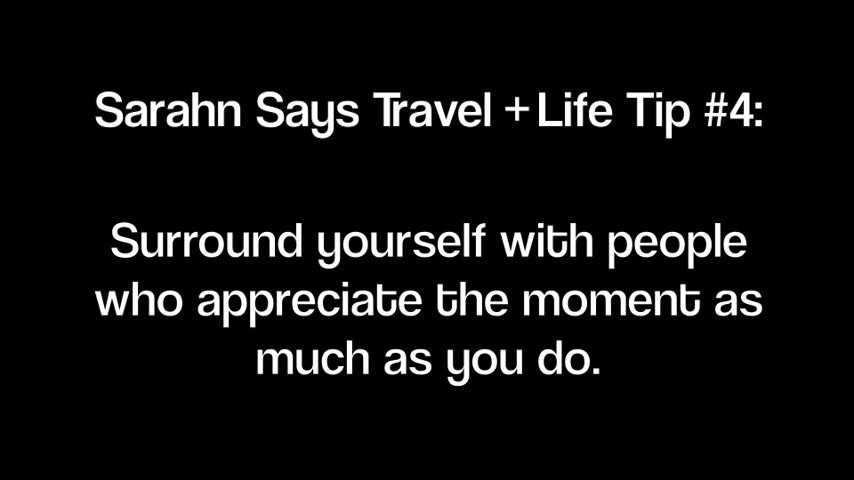 Sarahn Says Travel + Life Tip #4:
Surround yourself with people
who appreciate the moment as
much as you do.